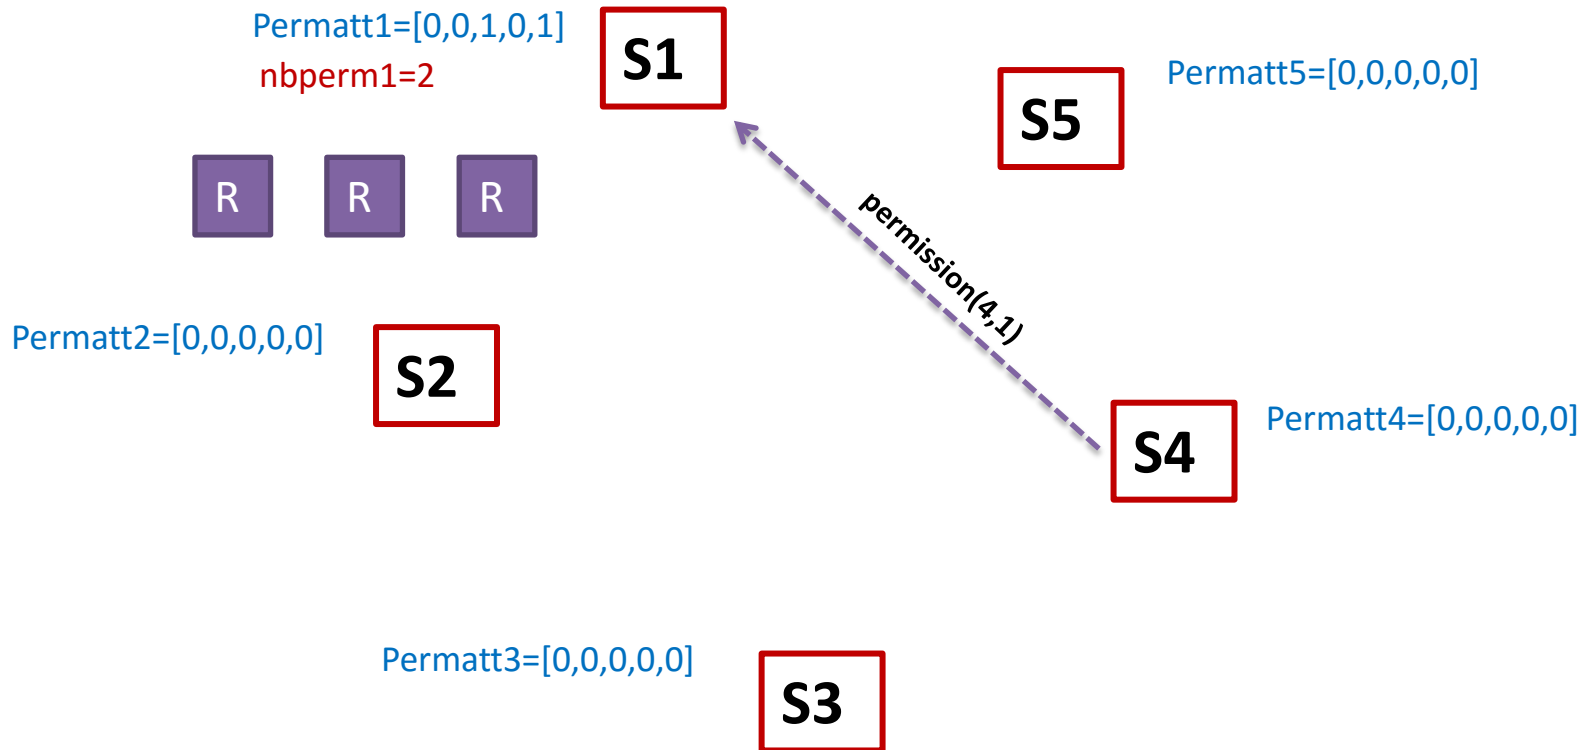 Permatt1=[0,0,1,0,1]
nbperm1=2
S1
S5
Permatt5=[0,0,0,0,0]
R
R
R
permission(4,1)
Permatt2=[0,0,0,0,0]
S2
S4
Permatt4=[0,0,0,0,0]
Permatt3=[0,0,0,0,0]
S3